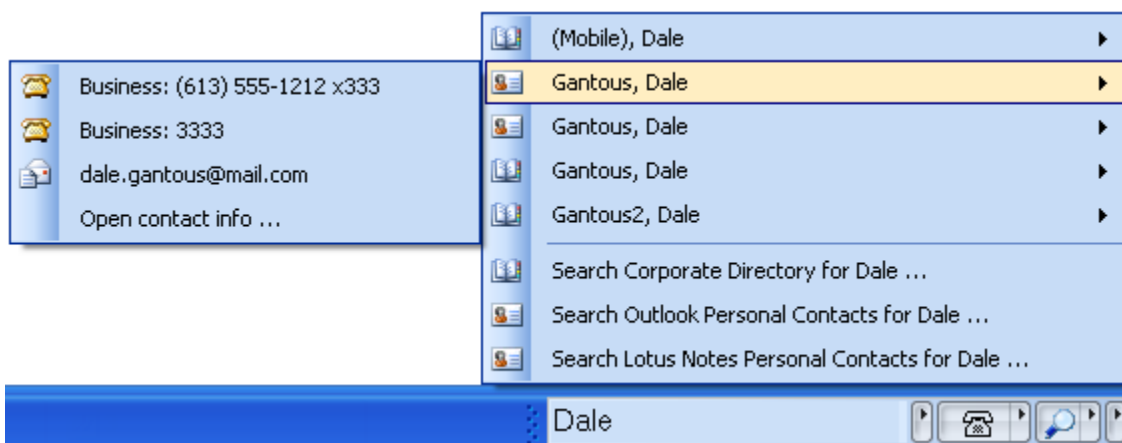 (Mobile), Dale
Gantous, Dale
Gantous, Dale
Gantous, Dale
Gantous2, Dale
Search Corporate Directory for Dale ...
Search Outlook Personal Contacts for Dale ...
Search Lotus Notes Personal Contacts for Dale ...
Business: (613) 555-1212 x333
Business: 3333
dale.gantous@mail.com
Open contact info ...
Dale